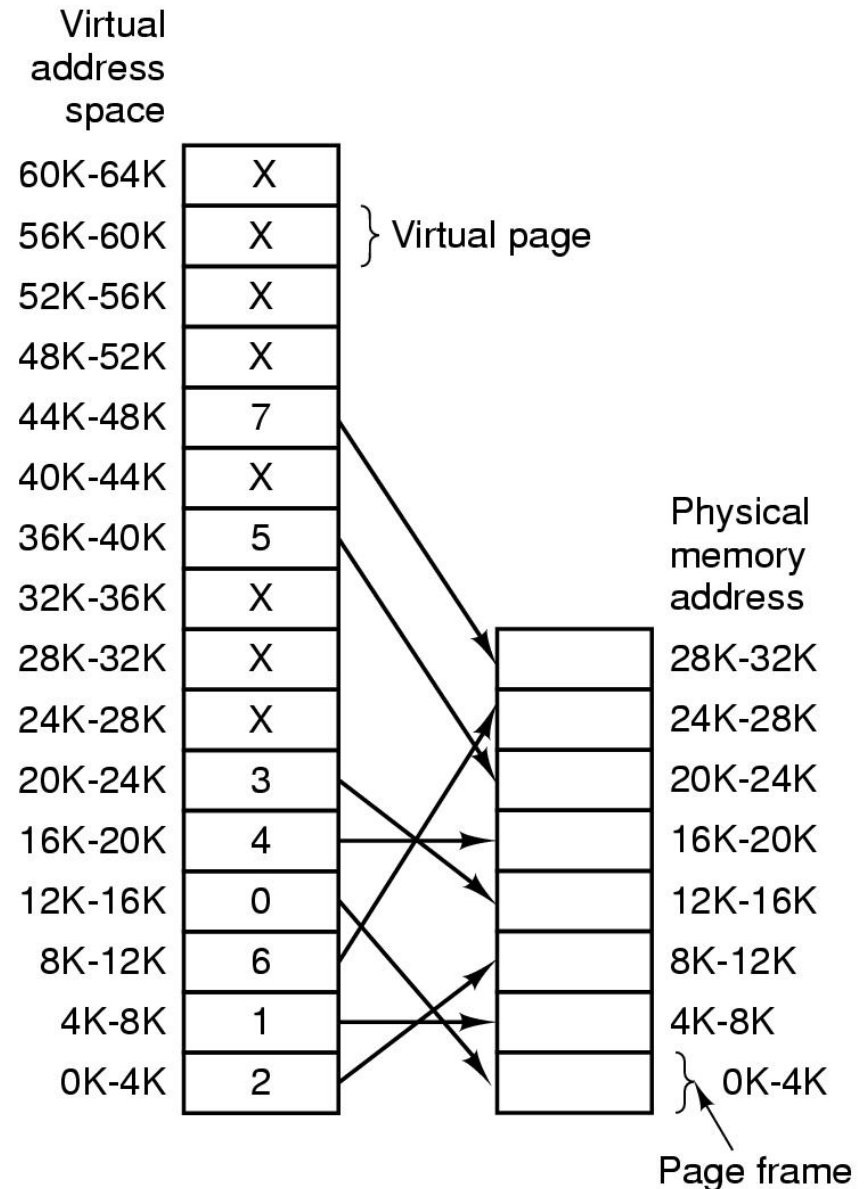 Virtual
address
space
60K-64K X
56K-60K X
Virtual page
52K-56K X
48K-52K X
44K-48K 7
40K-44K X
36K-40K 5
32K-36K X
28K-32K X
24K-28K X
20K-24K 3
16K-20K 4
12K-16K 0
8K-12K 6
4K-8K 1
0K-4K 2
Physical
memory
address
28K-32K
24K-28K
20K-24K
16K-20K
12K-16K
8K-12K
4K-8K
0K-4K
Page frame